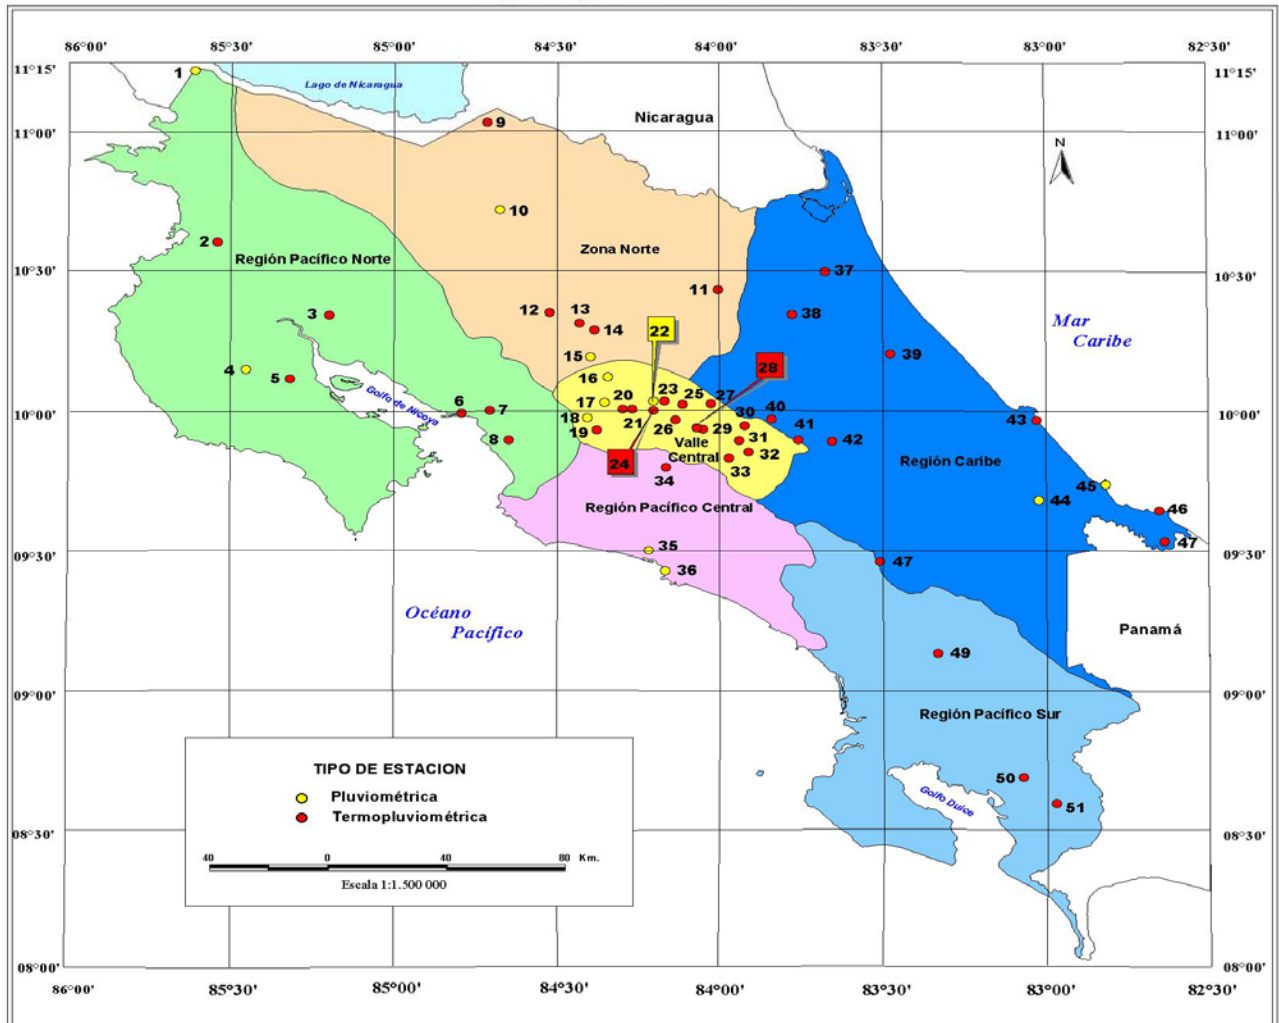 86°00' 85°30' 85°00' 84°30' 84°00' 83°30' 83°00' 82°30'
11°15' 11°15'
1
Lago de Nicaragua
Nicaragua
9
11°00' 11°00'
N
10
2
Zona Norte
Región Pacífico Norte
10°30' 37 10°30'
11
12 13
3 38
14 22
Mar
Caribe
15 39
28
4 16
5
Golfo de Nicoya
17 20 23 25 27
6 7 30 40 43
10°00' 10°00'
18 21 26 29 41
19 8 31 42
Valle
Central
32
33
24
34
Región Caribe
45
44
46
Región Pacífico Central
35 47
09°30' 09°30'
36 47
Océano
Pacífico
Panamá
49
09°00' 09°00'
Región Pacífico Sur
TIPO DE ESTACION
Pluviométrica
Termopluviométrica
50
Golfo Dulce
51
08°30' 08°30'
40 0 40 80 Km.
Escala 1:1.500 000
08°00' 08°00'
86°00' 85°30' 85°00' 84°30' 84°00' 83°30' 83°00' 82°30'